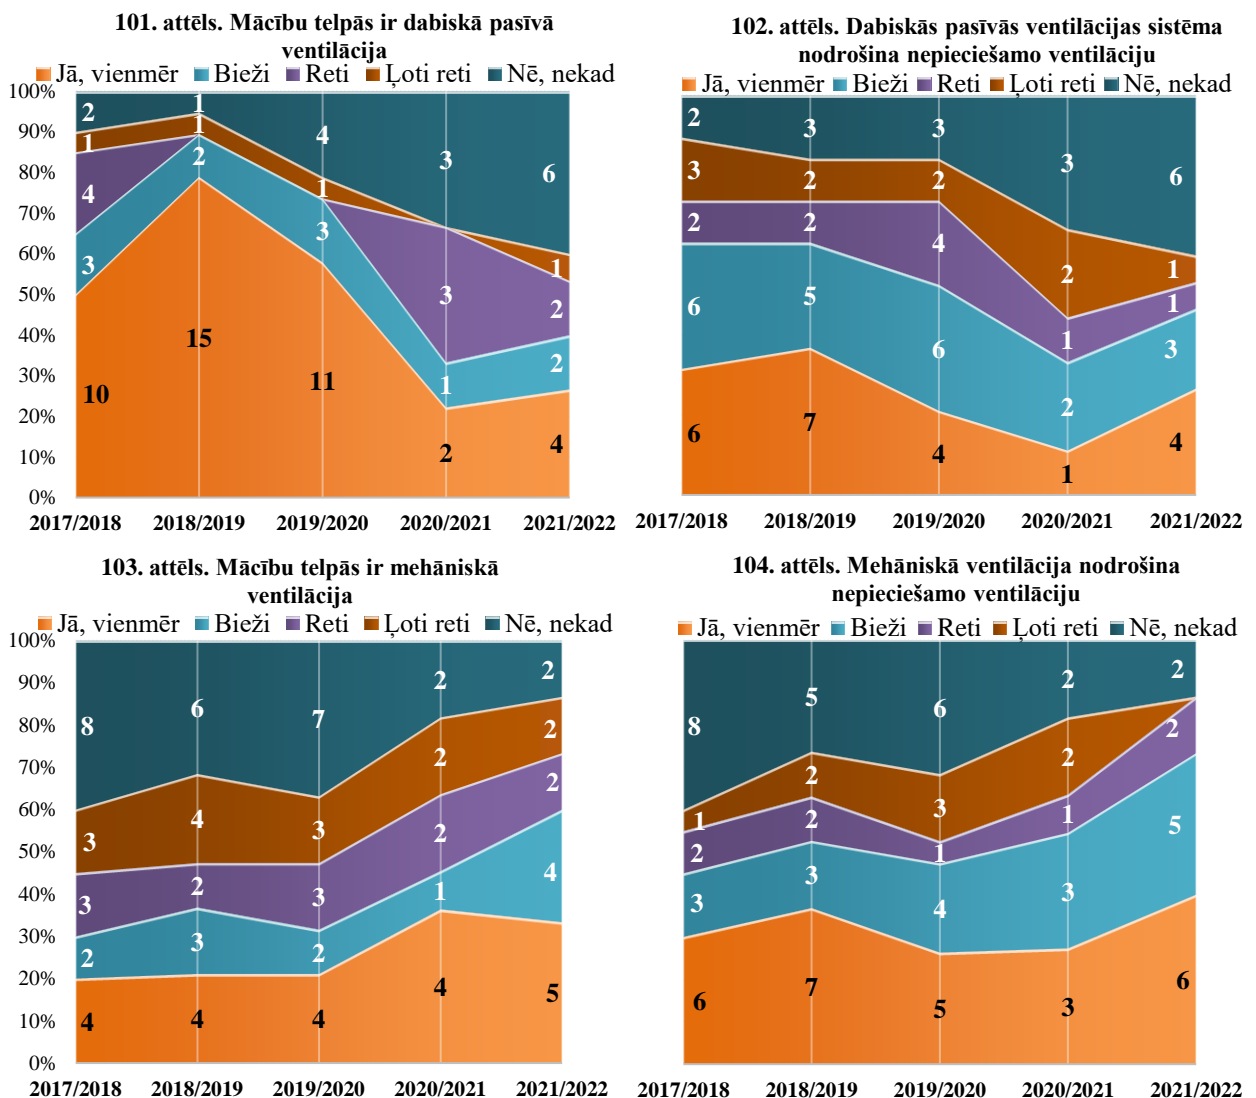 101. attēls. Mācību telpās ir dabiskā pasīvā
ventilācija
Jā, vienmēr Bieži Reti Ļoti reti Nē, nekad
100%
90%
80%
70%
60%
50%
40%
30%
20%
10%
0%
2 1 4 3 10
1 1 2 15
4 1 3 11
3 3 1 2
6 1 2 2 4
2017/2018 2018/2019 2019/2020 2020/2021 2021/2022
102. attēls. Dabiskās pasīvās ventilācijas sistēma
nodrošina nepieciešamo ventilāciju
Jā, vienmēr Bieži Reti Ļoti reti Nē, nekad
2 3 2 6 6
3 2 2 5 7
3 2 4 6 4
3 2 1 2 1
6 1 1 3 4
2017/2018 2018/2019 2019/2020 2020/2021 2021/2022
103. attēls. Mācību telpās ir mehāniskā
ventilācija
Jā, vienmēr Bieži Reti Ļoti reti Nē, nekad
100%
90%
80%
70%
60%
50%
40%
30%
20%
10%
0%
8 3 3 2 4
6 4 2 3 4
7 3 3 2 4
2 2 2 1 4
2 2 2 4 5
2017/2018 2018/2019 2019/2020 2020/2021 2021/2022
104. attēls. Mehāniskā ventilācija nodrošina
nepieciešamo ventilāciju
Jā, vienmēr Bieži Reti Ļoti reti Nē, nekad
8 1 2 3 6
5 2 2 3 7
6 3 1 4 5
2 2 1 3 3
2 2 5 6
2017/2018 2018/2019 2019/2020 2020/2021 2021/2022